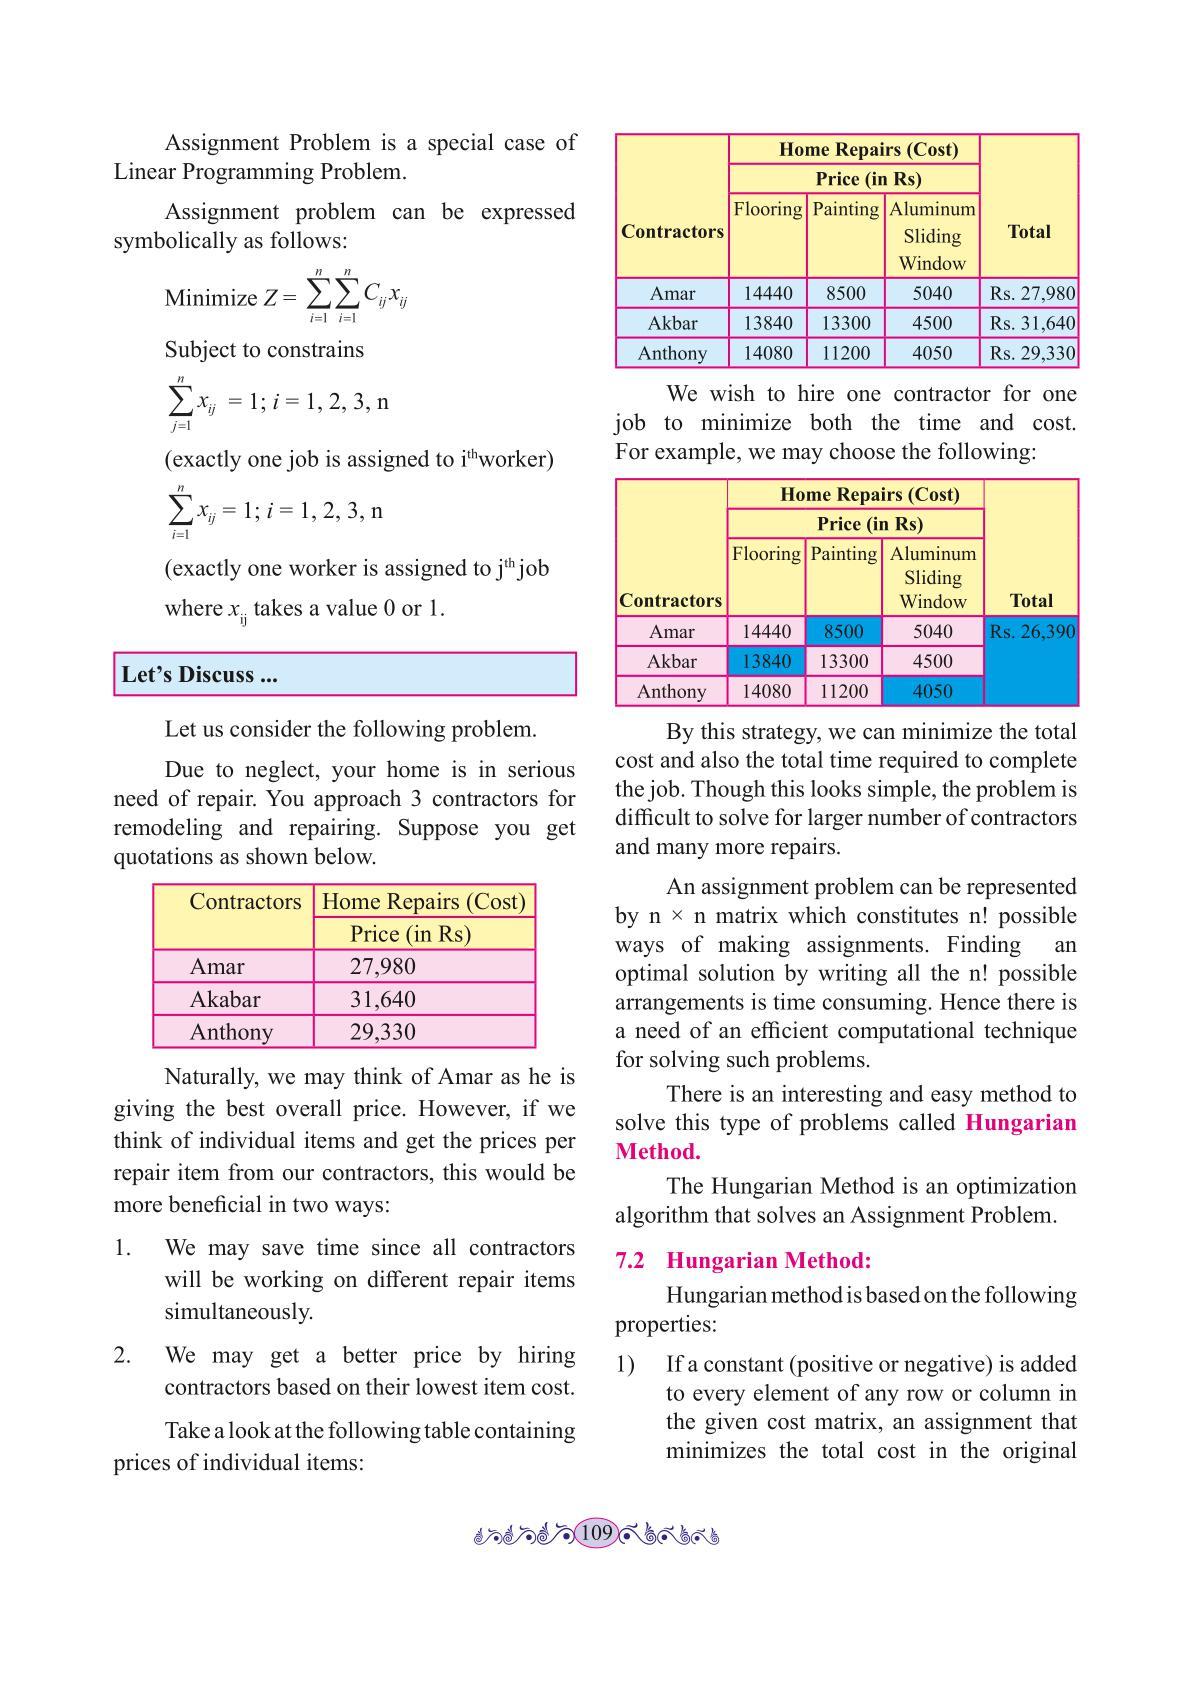 Assignment Problem is a special case of
Linear Programming Problem.
Assignment problem can be expressed
symbolically as follows:
Minimize Z = n∑i=1 n∑i=1 Cij xij
Subject to constrains
n∑j=1 xij = 1; i = 1, 2, 3, n
(exactly one job is assigned to ith worker)
n∑i=1 xij = 1; i = 1, 2, 3, n
(exactly one worker is assigned to jth job
where xij takes a value 0 or 1.
Let’s Discuss ...
Let us consider the following problem.
Due to neglect, your home is in serious
need of repair. You approach 3 contractors for
remodeling and repairing. Suppose you get
quotations as shown below.
Contractors Home Repairs (Cost)
Price (in Rs)
Amar 27,980
Akabar 31,640
Anthony 29,330
Naturally, we may think of Amar as he is
giving the best overall price. However, if we
think of individual items and get the prices per
repair item from our contractors, this would be
more beneficial in two ways:
1. We may save time since all contractors
will be working on different repair items
simultaneously.
2. We may get a better price by hiring
contractors based on their lowest item cost.
Take a look at the following table containing
prices of individual items:
Home Repairs (Cost)
Price (in Rs)
Flooring Painting Aluminum
Contractors Sliding Total
Window
Amar 14440 8500 5040 Rs. 27,980
Akbar 13840 13300 4500 Rs. 31,640
Anthony 14080 11200 4050 Rs. 29,330
We wish to hire one contractor for one
job to minimize both the time and cost.
For example, we may choose the following:
Home Repairs (Cost)
Price (in Rs)
Flooring Painting Aluminum
Sliding
Contractors Window Total
Amar 14440 8500 5040 Rs. 26,390
Akbar 13840 13300 4500
Anthony 14080 11200 4050
By this strategy, we can minimize the total
cost and also the total time required to complete
the job. Though this looks simple, the problem is
difficult to solve for larger number of contractors
and many more repairs.
An assignment problem can be represented
by n × n matrix which constitutes n! possible
ways of making assignments. Finding an
optimal solution by writing all the n! possible
arrangements is time consuming. Hence there is
a need of an efficient computational technique
for solving such problems.
There is an interesting and easy method to
solve this type of problems called Hungarian
Method.
The Hungarian Method is an optimization
algorithm that solves an Assignment Problem.
7.2 Hungarian Method:
Hungarian method is based on the following
properties:
1) If a constant (positive or negative) is added
to every element of any row or column in
the given cost matrix, an assignment that
minimizes the total cost in the original
109